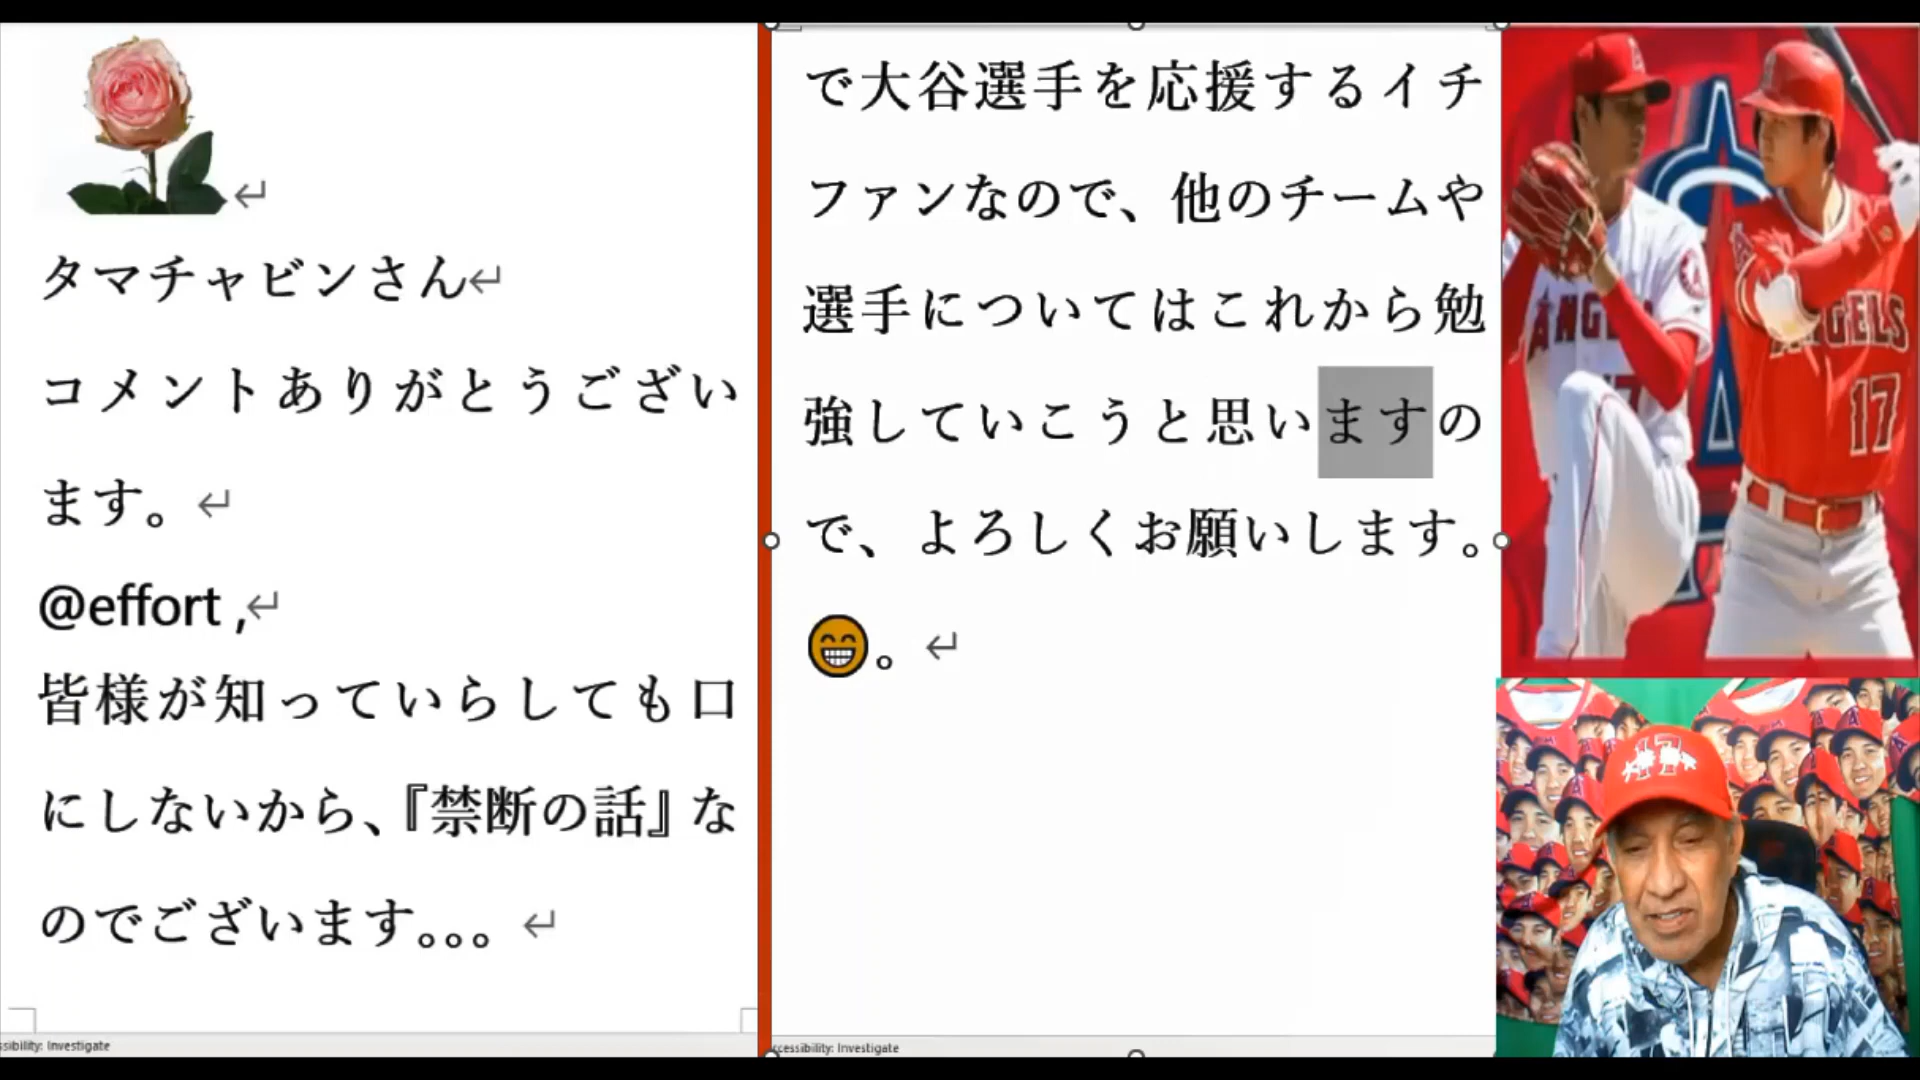 タマチャビンさん
コメントありがとうござい
ます。
@effort ,
皆様が知っていらしても口
にしないから、『禁断の話』な
のでございます。。。
ssibility: Investigate
で大谷選手を応援するイチ
ファンなので、他のチームや
選手についてはこれから勉
強していこうと思いますの
で、よろしくお願いします。
😁。
ccessibility: Investigate
ANGELS
17
17